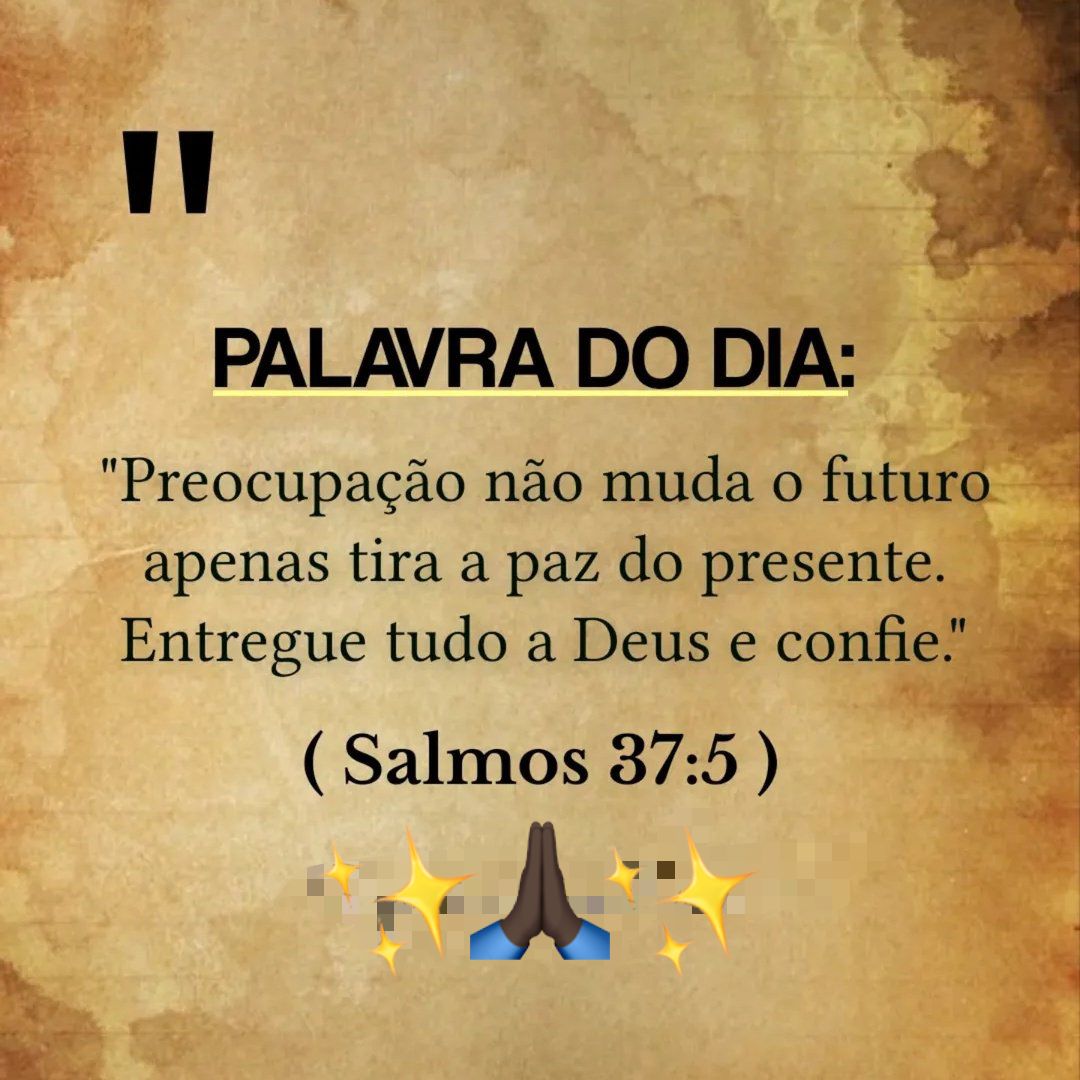 "
PALAVRA DO DIA:
"Preocupação não muda o futuro
apenas tira a paz do presente.
Entregue tudo a Deus e confie."
( Salmos 37:5 )